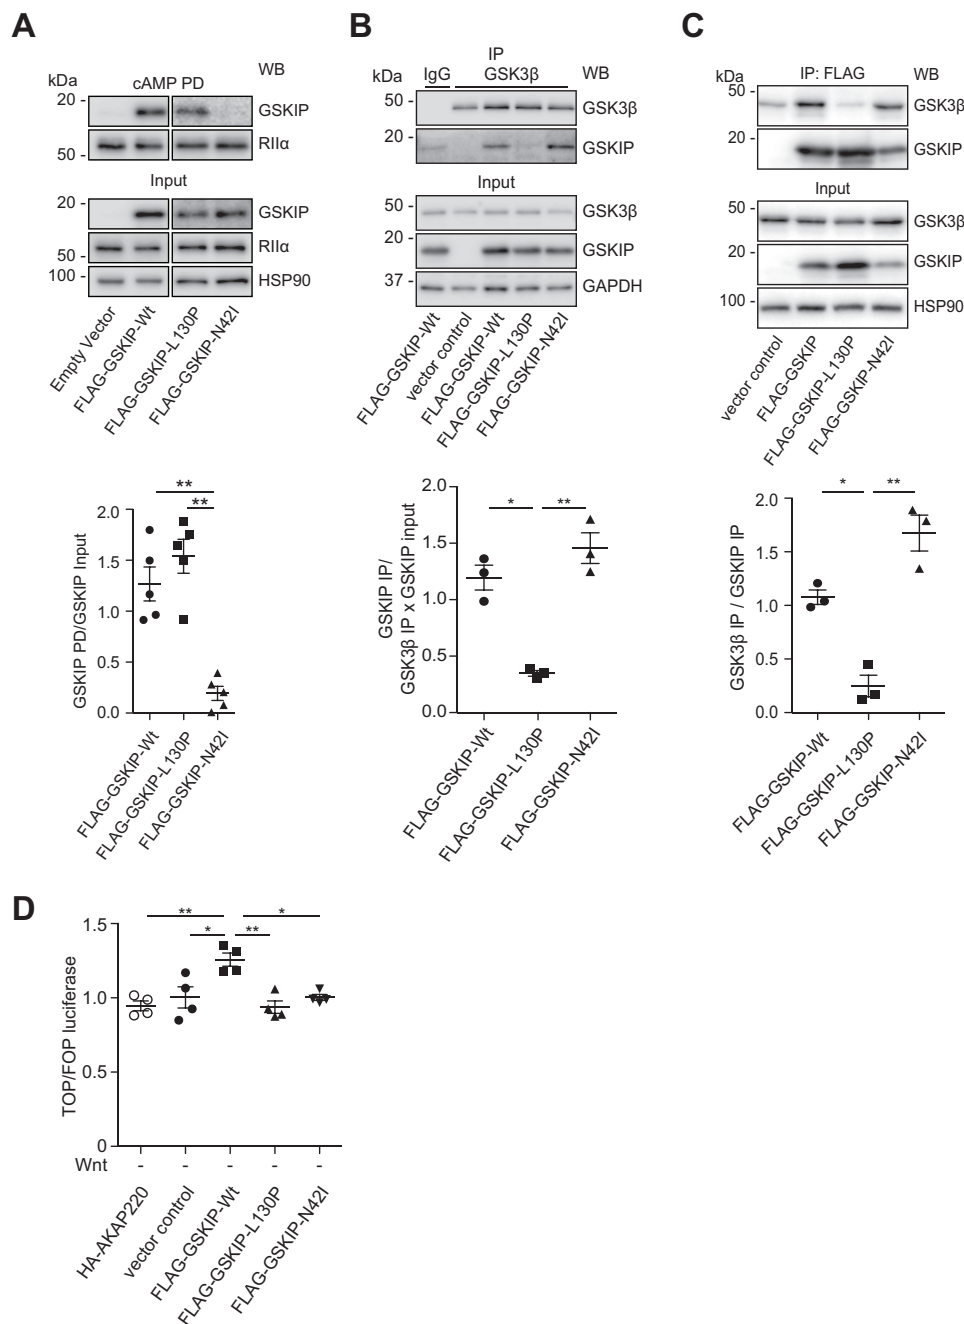 A
kDa
cAMP PD
WB
20 -
GSKIP
50 -
RIIα
Input
20 -
GSKIP
50 -
RIIα
100 -
HSP90
Empty Vector
FLAG-GSKIP-Wt
FLAG-GSKIP-L130P
FLAG-GSKIP-N42I
**
**
GSKIP PD/GSKIP Input
2.0
1.5
1.0
0.5
0.0
FLAG-GSKIP-Wt
FLAG-GSKIP-L130P
FLAG-GSKIP-N42I
B
IP
kDa
IgG
GSK3β
WB
50 -
GSK3β
20 -
GSKIP
Input
50 -
GSK3β
20 -
GSKIP
37 -
GAPDH
FLAG-GSKIP-Wt
vector control
FLAG-GSKIP-Wt
FLAG-GSKIP-L130P
FLAG-GSKIP-N42I
*
**
GSKIP IP/
GSK3β IP x GSKIP input
2.0
1.5
1.0
0.5
0.0
FLAG-GSKIP-Wt
FLAG-GSKIP-L130P
FLAG-GSKIP-N42I
C
kDa
IP: FLAG
WB
50 -
GSK3β
20 -
GSKIP
Input
50 -
GSK3β
20 -
GSKIP
100 -
HSP90
vector control
FLAG-GSKIP
FLAG-GSKIP-L130P
FLAG-GSKIP-N42I
*
**
GSK3β IP / GSKIP IP
2.0
1.5
1.0
0.5
0.0
FLAG-GSKIP-Wt
FLAG-GSKIP-L130P
FLAG-GSKIP-N42I
D
**
*
*
**
TOP/FOP luciferase
1.5
1.0
0.5
0
Wnt - - - - -
HA-AKAP220
vector control
FLAG-GSKIP-Wt
FLAG-GSKIP-L130P
FLAG-GSKIP-N42I